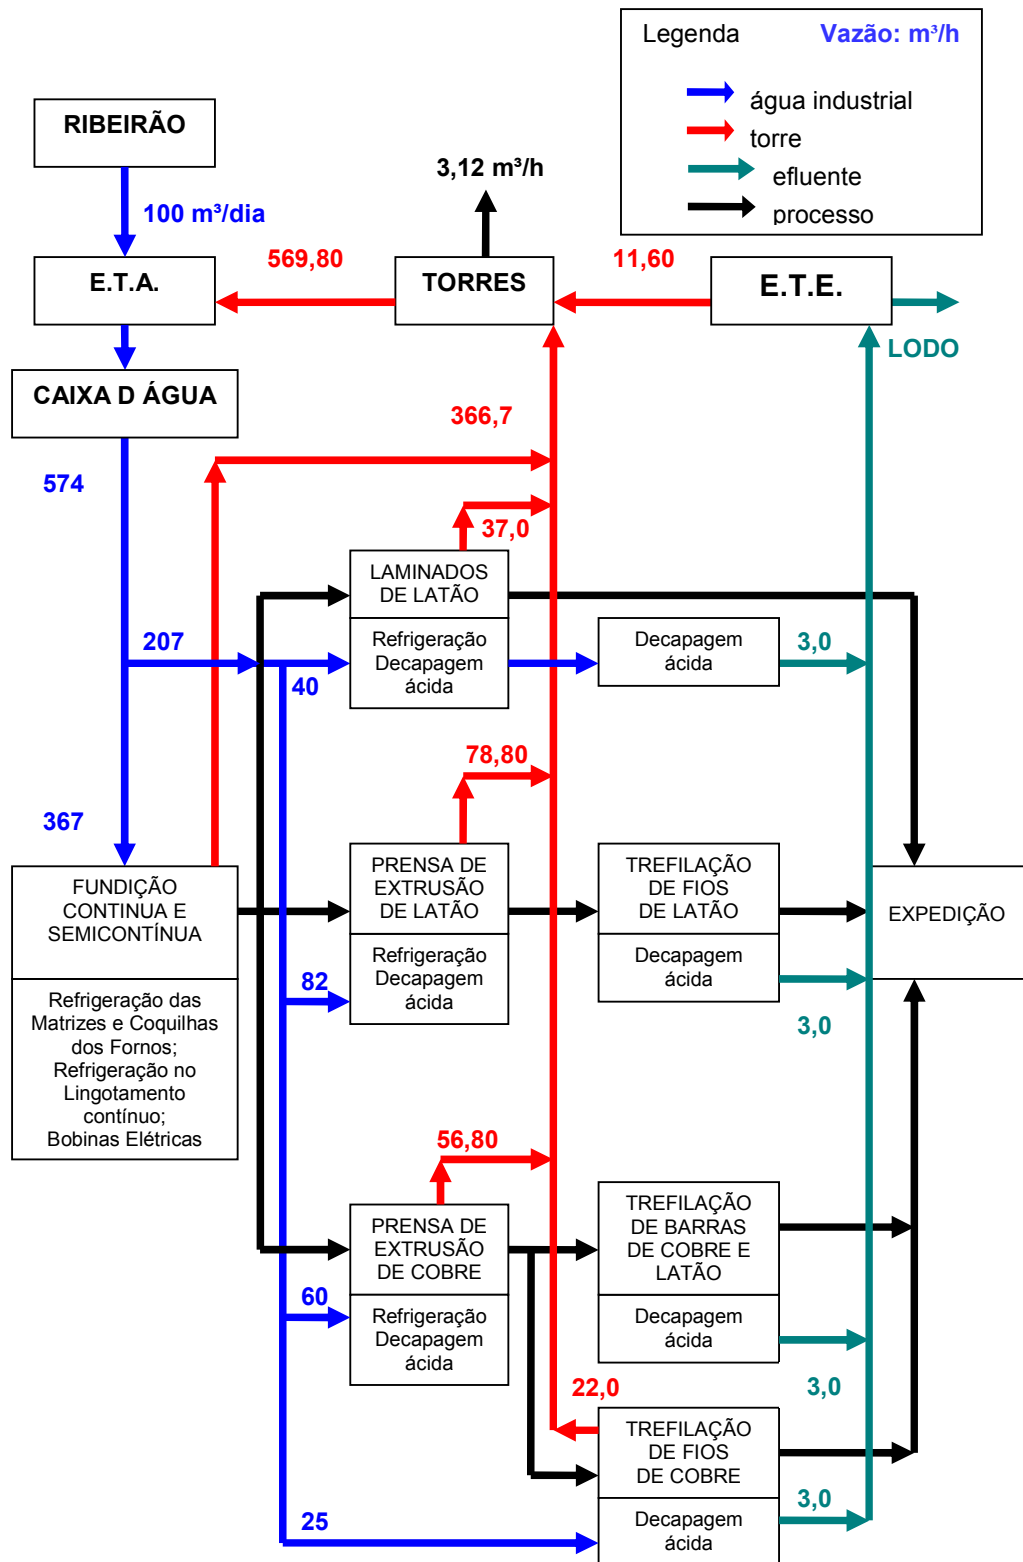 Legenda
Vazão: m³/h
água industrial
torre
efluente
processo
RIBEIRÃO
3,12 m³/h
100 m³/dia
569,80
11,60
E.T.A.
TORRES
E.T.E.
LODO
CAIXA D ÁGUA
366,7
574
37,0
LAMINADOS
DE LATÃO
207
Refrigeração
Decapagem
ácida
Decapagem
ácida
3,0
40
78,80
367
FUNDIÇÃO
CONTINUA E
SEMICONTÍNUA
PRENSA DE
EXTRUSÃO
DE LATÃO
TREFILAÇÃO
DE FIOS
DE LATÃO
EXPEDIÇÃO
82
Refrigeração
Decapagem
ácida
Decapagem
ácida
3,0
Refrigeração das
Matrizes e Coquilhas
dos Fornos;
Refrigeração no
Lingotamento
contínuo;
Bobinas Elétricas
56,80
PRENSA DE
EXTRUSÃO
DE COBRE
TREFILAÇÃO
DE BARRAS
DE COBRE E
LATÃO
60
Refrigeração
Decapagem
ácida
Decapagem
ácida
22,0
3,0
TREFILAÇÃO
DE FIOS
DE COBRE
3,0
25
Decapagem
ácida